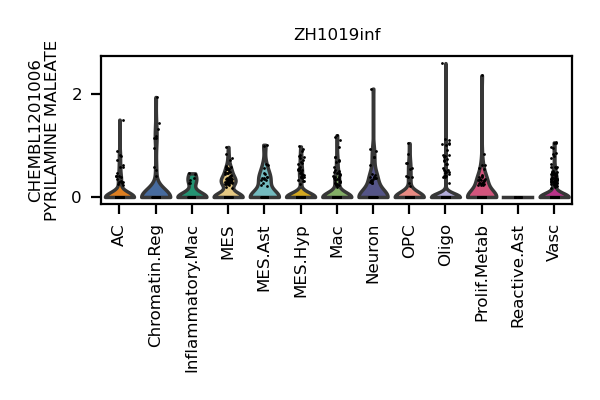 ZH1019inf
CHEMBL1201006
PYRILAMINE MALEATE
2
0
AC
Chromatin.Reg
Inflammatory.Mac
MES
MES.Ast
MES.Hyp
Mac
Neuron
OPC
Oligo
Prolif.Metab
Reactive.Ast
Vasc